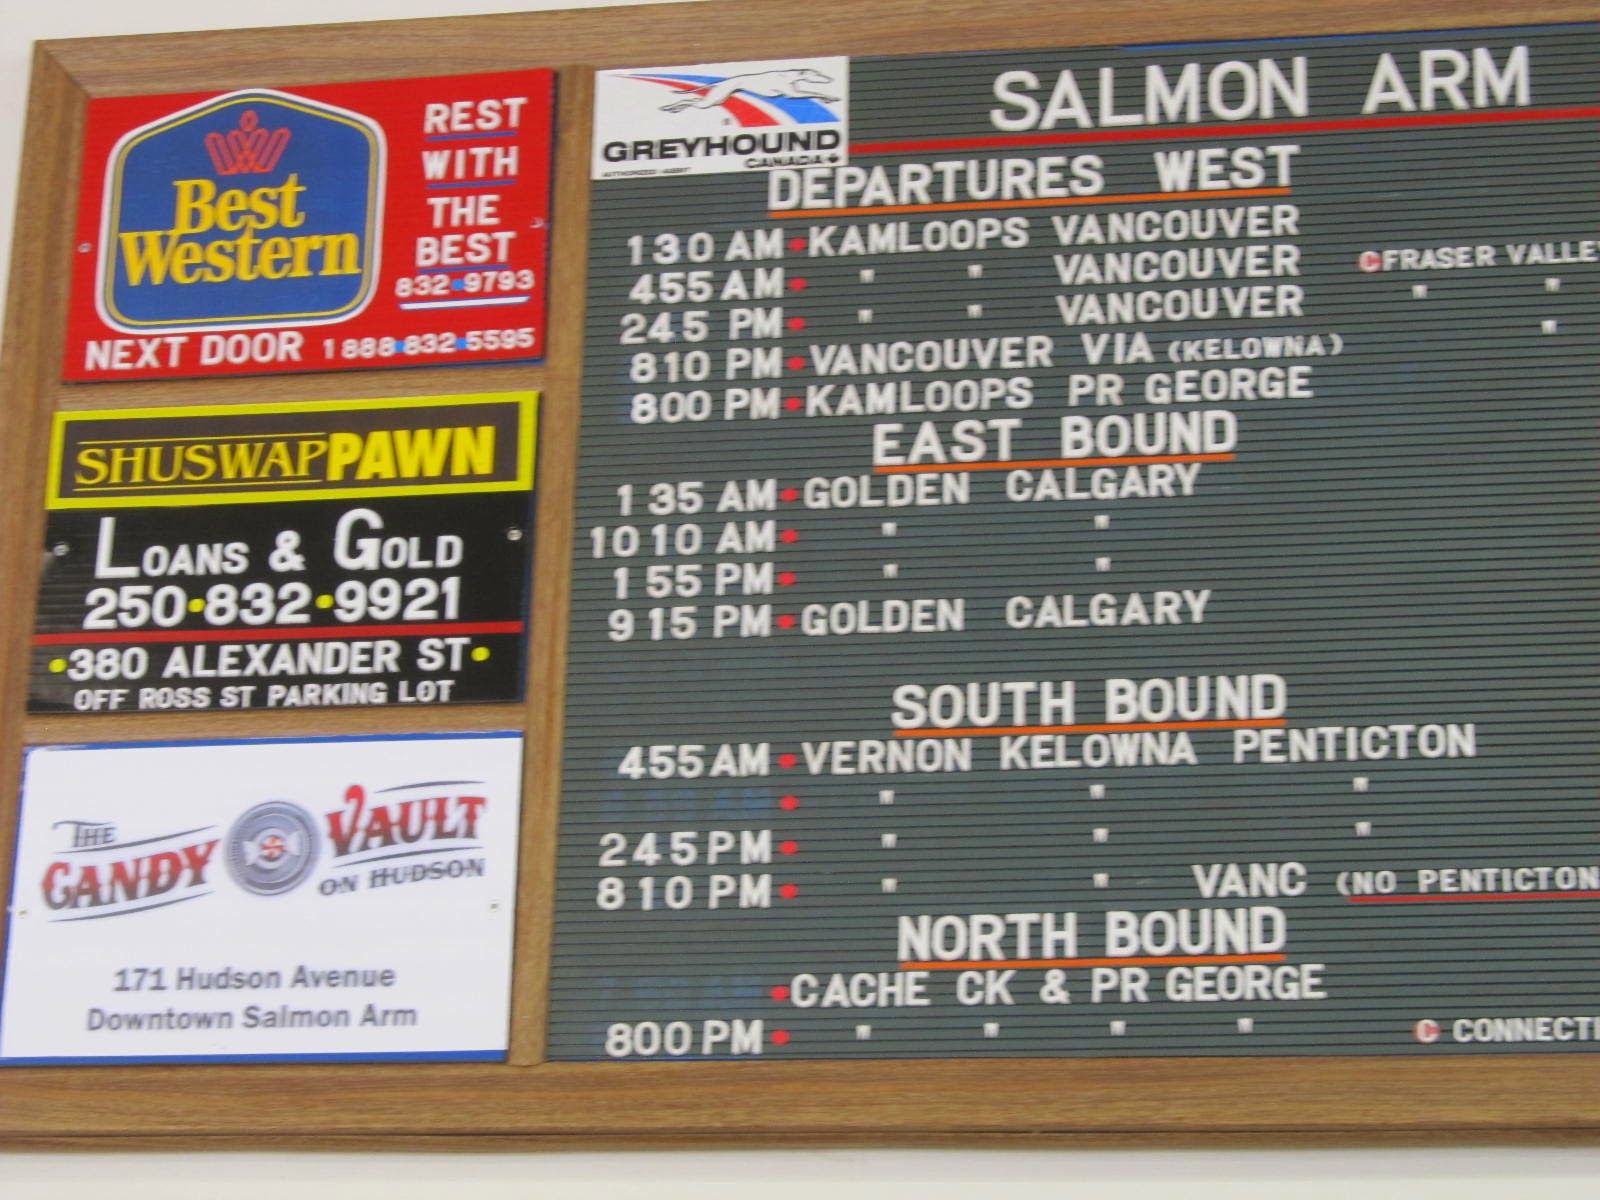 Best
Western
REST
WITH
THE
BEST
832•9793
NEXT DOOR 1 888•832•5595
SHUSWAP PAWN
LOANS & GOLD
250•832•9921
•380 ALEXANDER ST•
OFF ROSS ST PARKING LOT
THE
CANDY VAULT
ON HUDSON
171 Hudson Avenue
Downtown Salmon Arm
GREYHOUND
CANADA
AUTHORIZED AGENT
SALMON ARM
DEPARTURES WEST
130 AM•KAMLOOPS VANCOUVER
455 AM• " " VANCOUVER C FRASER VALLEY
245 PM• " " VANCOUVER " "
810 PM•VANCOUVER VIA (KELOWNA) "
800 PM•KAMLOOPS PR GEORGE
EAST BOUND
135 AM•GOLDEN CALGARY
1010 AM• " "
155 PM• " "
915 PM•GOLDEN CALGARY
SOUTH BOUND
455 AM•VERNON KELOWNA PENTICTON
• " " "
245 PM• " " "
810 PM• " " VANC (NO PENTICTON
NORTH BOUND
•CACHE CK & PR GEORGE
800 PM• " " " " C CONNECTI